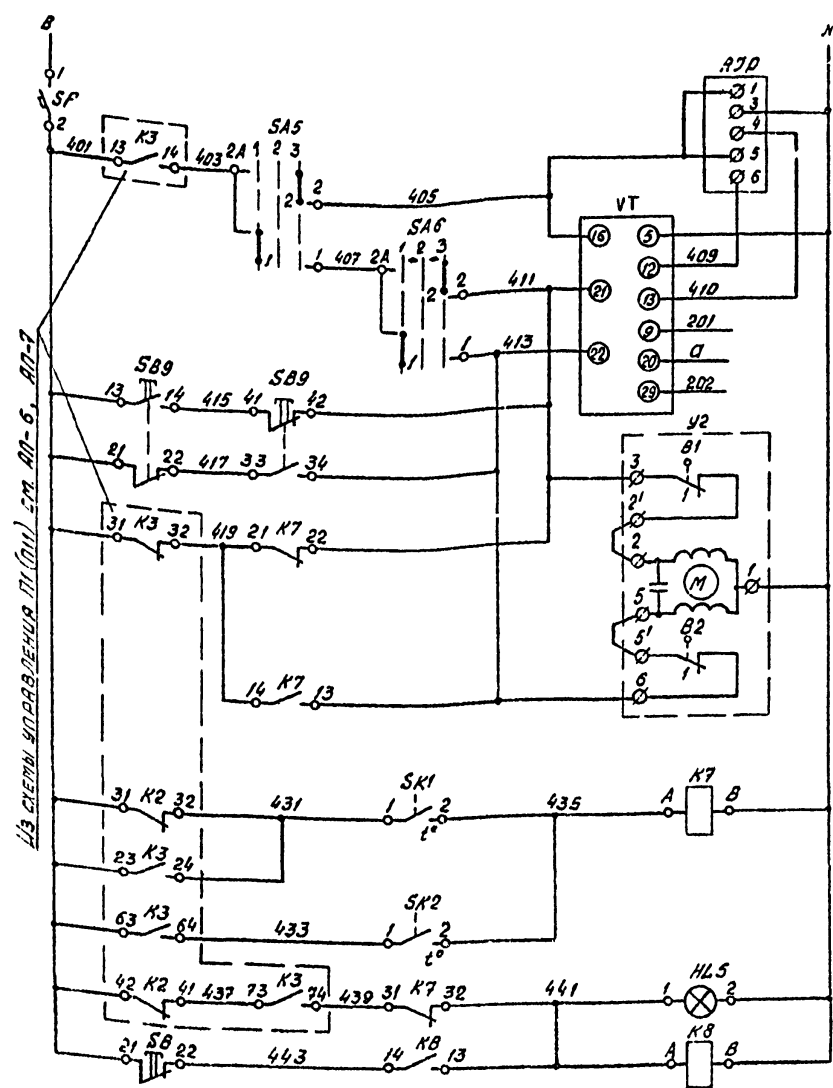 В N
1
SF
2
АТР
1
3
4
5
6
401 13 К3 14 403 2А 1 2 3
SA5
2 2 405
1
1 407 2А 1 2 3
SA6
2 2 411
1
1 413
VT
16 5
12 409
21 13 410
9 201
22 20 а
29 202
SB9 SB9
13 14 415 41 42
21 22 417 33 34
31 К3 32 419 21 К7 22
14 К7 13
У2
3 В1
2' 1
2
М 1
5
5' В2
1
6
Из схемы управления П1 (П11) см. АП-6, АП-7
31 К2 32 431 1 SK1 2 435 А К7 В
t°
23 К3 24
63 К3 64 433 1 SK2 2
t°
42 К2 41 437 73 К3 74 439 31 К7 32 441 1 HL5 2
21 SB 22 443 14 К8 13 А К8 В